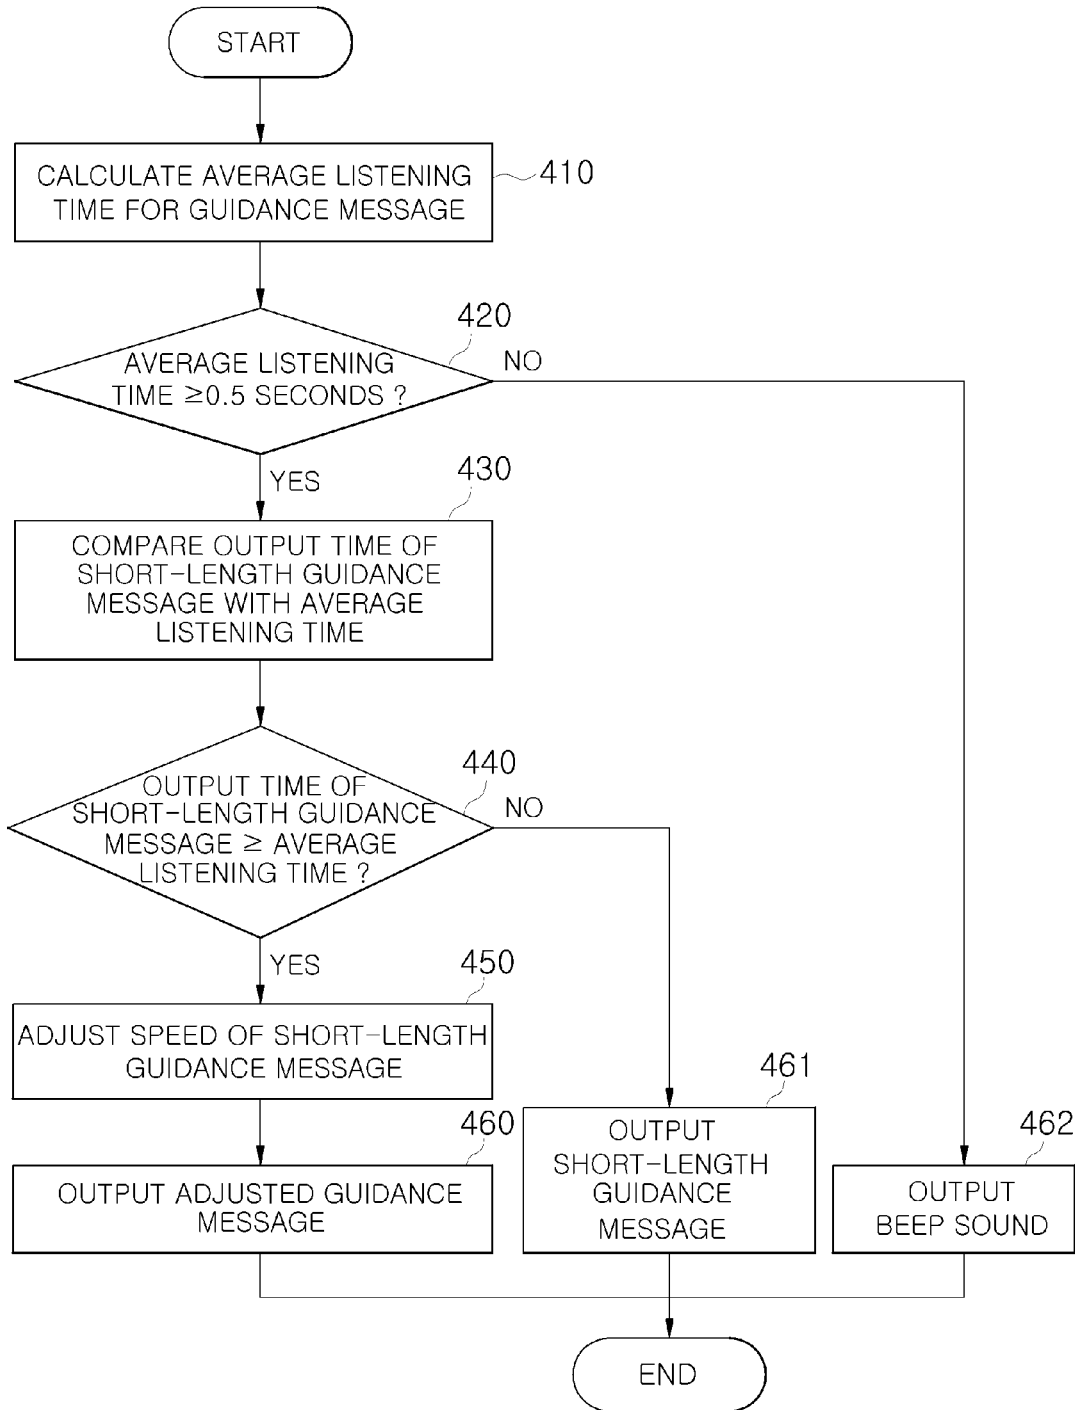 START
CALCULATE AVERAGE LISTENING
TIME FOR GUIDANCE MESSAGE
410
420
AVERAGE LISTENING
TIME ≥0.5 SECONDS ?
NO
YES
430
COMPARE OUTPUT TIME OF
SHORT-LENGTH GUIDANCE
MESSAGE WITH AVERAGE
LISTENING TIME
440
OUTPUT TIME OF
SHORT-LENGTH GUIDANCE
MESSAGE ≥ AVERAGE
LISTENING TIME ?
NO
YES
450
ADJUST SPEED OF SHORT-LENGTH
GUIDANCE MESSAGE
460
OUTPUT ADJUSTED GUIDANCE
MESSAGE
461
OUTPUT
SHORT-LENGTH
GUIDANCE
MESSAGE
462
OUTPUT
BEEP SOUND
END